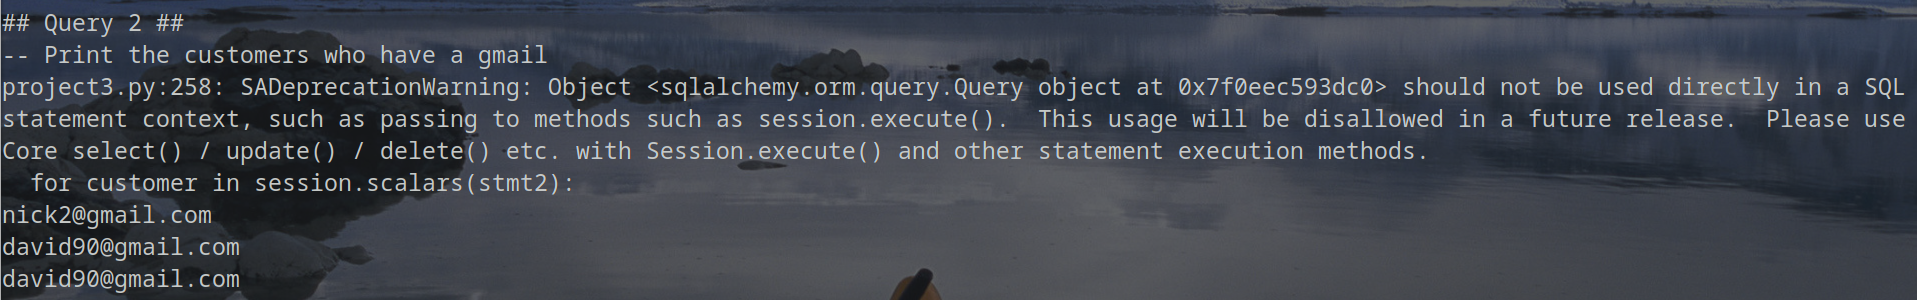 ## Query 2 ##
-- Print the customers who have a gmail
project3.py:258: SADeprecationWarning: Object <sqlalchemy.orm.query.Query object at 0x7f0eec593dc0> should not be used directly in a SQL
statement context, such as passing to methods such as session.execute().  This usage will be disallowed in a future release.  Please use
Core select() / update() / delete() etc. with Session.execute() and other statement execution methods.
  for customer in session.scalars(stmt2):
nick2@gmail.com
david90@gmail.com
david90@gmail.com